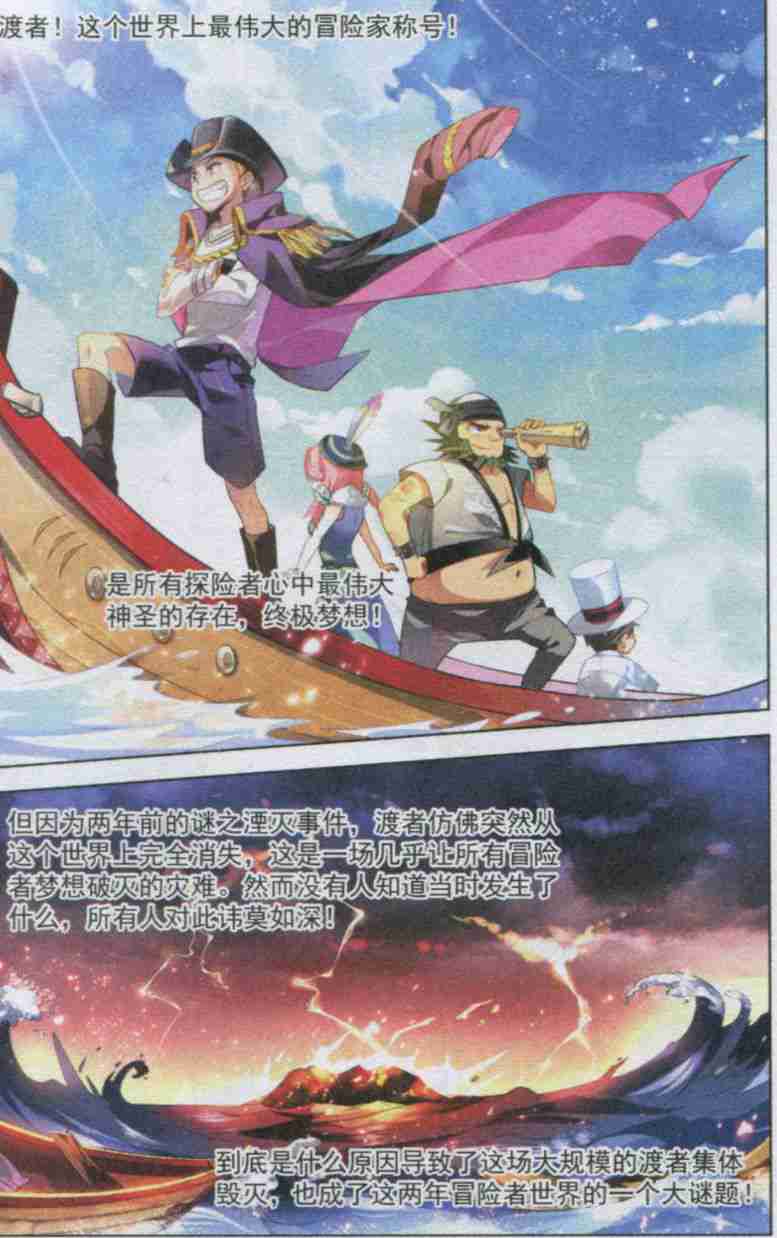 渡者！这个世界上最伟大的冒险家称号！
是所有探险者心中最伟大
神圣的存在，终极梦想！
但因为两年前的谜之湮灭事件，渡者仿佛突然从
这个世界上完全消失，这是一场几乎让所有冒险
者梦想破灭的灾难。然而没有人知道当时发生了
什么，所有人对此讳莫如深！
到底是什么原因导致了这场大规模的渡者集体
毁灭，也成了这两年冒险者世界的一个大谜题！